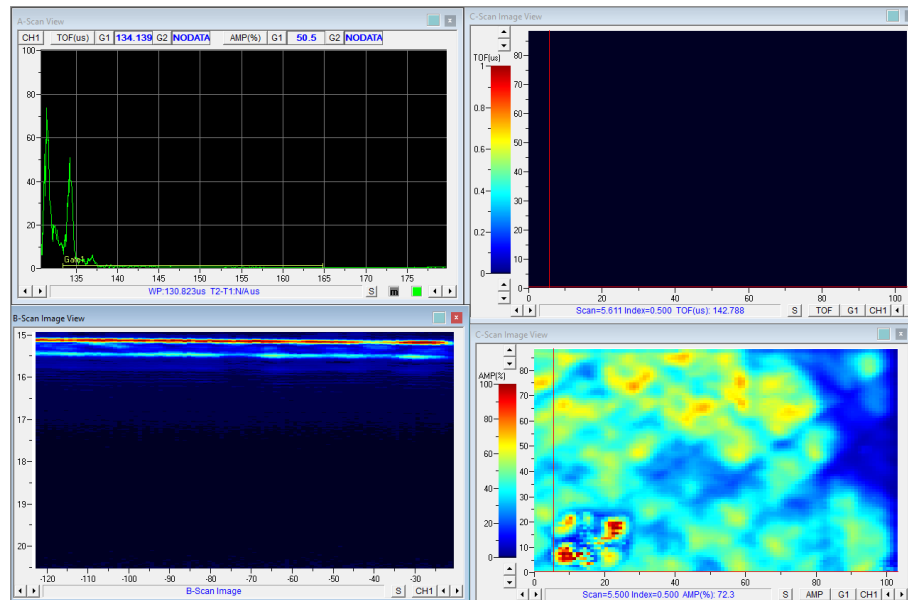 A-Scan View
CH1 TOF(us) G1 134.139 G2 NODATA AMP(%) G1 50.5 G2 NODATA
100
80
60
40
20
0
Gate1
135 140 145 150 155 160 165 170 175
WP:130.823us T2-T1:N/A us S m
C-Scan Image View
TOF(us)
1
0.8
0.6
0.4
0.2
0
80
70
60
50
40
30
20
10
0
0 20 40 60 80 100
Scan=5.611 Index=0.500 TOF(us): 142.788 S TOF G1 CH1
B-Scan Image View
15
16
17
18
19
20
-120 -110 -100 -90 -80 -70 -60 -50 -40 -30
B-Scan Image S CH1
C-Scan Image View
AMP(%)
100
80
60
40
20
0
80
70
60
50
40
30
20
10
0
0 20 40 60 80 100
Scan=5.500 Index=0.500 AMP(%): 72.3 S AMP G1 CH1